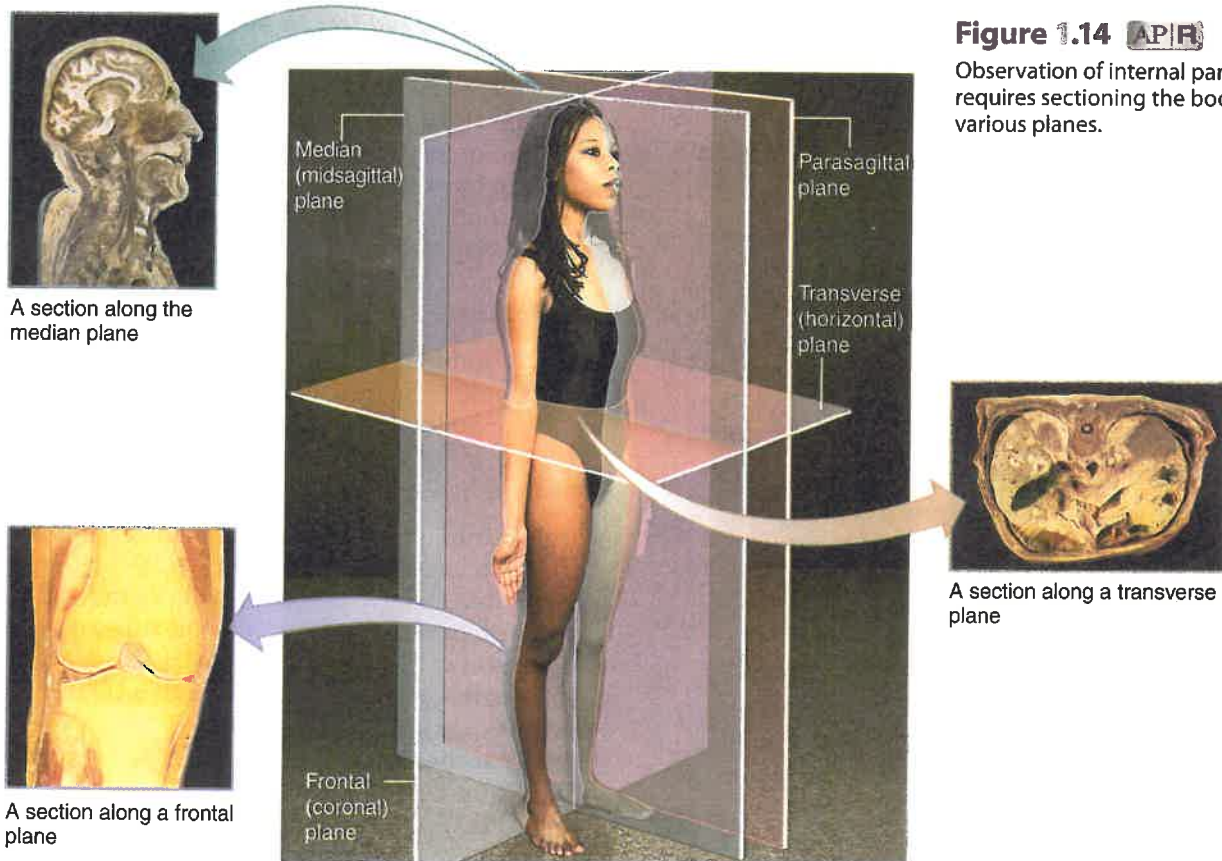 Figure 1.14 AP|R
Observation of internal par
requires sectioning the bod
various planes.
Median
(midsagittal)
plane
Parasagittal
plane
A section along the
median plane
Transverse
(horizontal)
plane
A section along a transverse
plane
Frontal
(coronal)
plane
A section along a frontal
plane